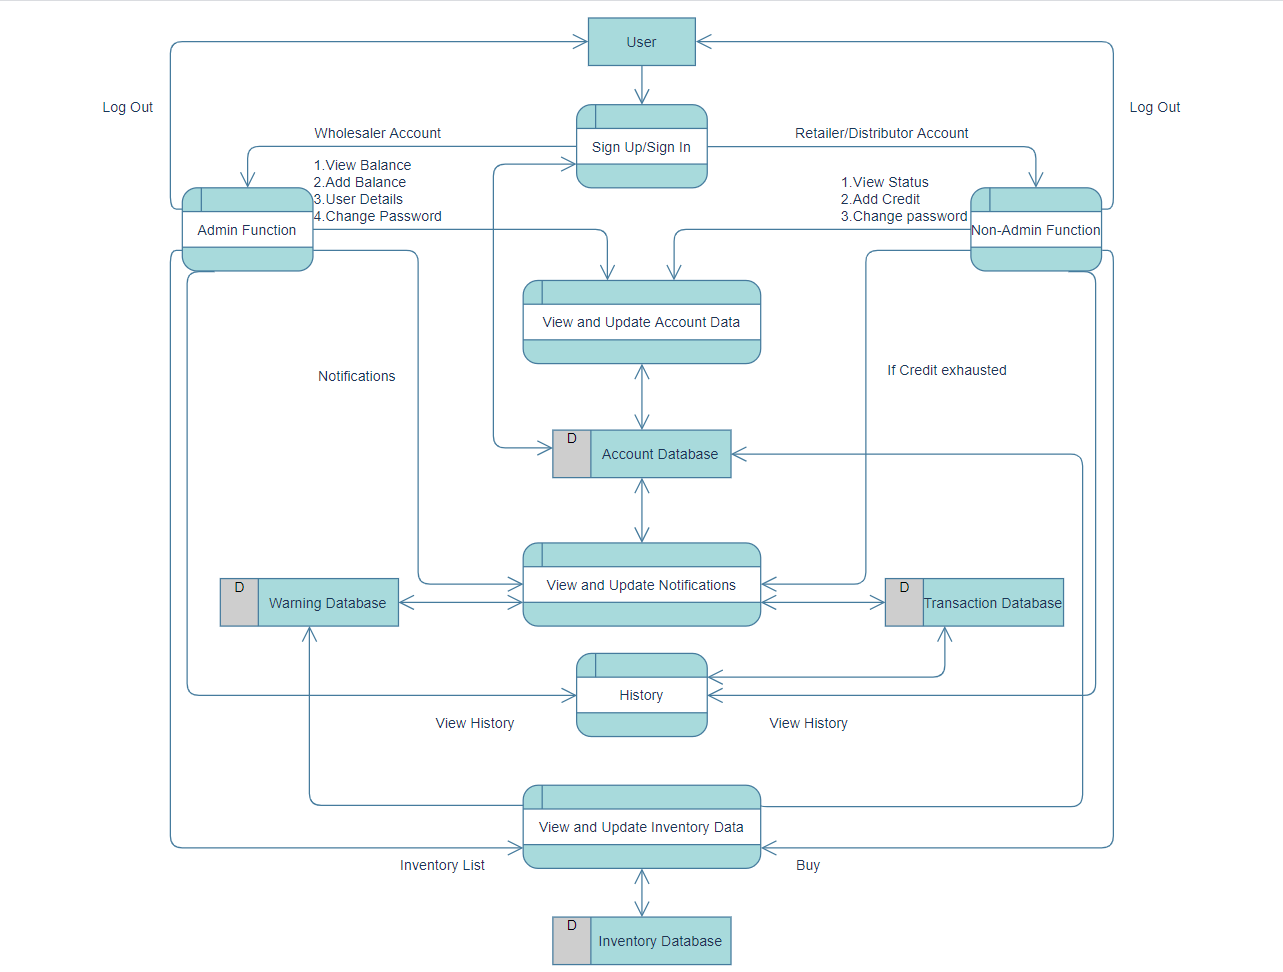 User
Log Out
Log Out
Wholesaler Account
Retailer/Distributor Account
Sign Up/Sign In
1.View Balance
2.Add Balance
3.User Details
4.Change Password
1.View Status
2.Add Credit
3.Change password
Admin Function
Non-Admin Function
View and Update Account Data
Notifications
If Credit exhausted
D
Account Database
D
Warning Database
View and Update Notifications
D
Transaction Database
History
View History
View History
View and Update Inventory Data
Inventory List
Buy
D
Inventory Database